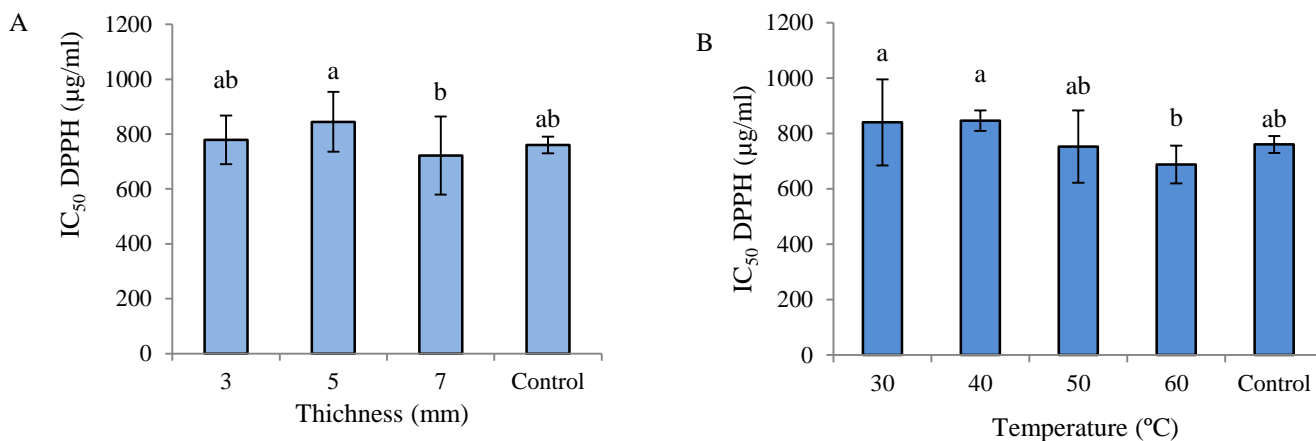 A
IC50 DPPH (µg/ml)
1200
1000
800
600
400
200
0
ab
a
b
ab
3 5 7 Control
Thichness (mm)
B
IC50 DPPH (µg/ml)
1200
1000
800
600
400
200
0
a
a
ab
b
ab
30 40 50 60 Control
Temperature (ºC)